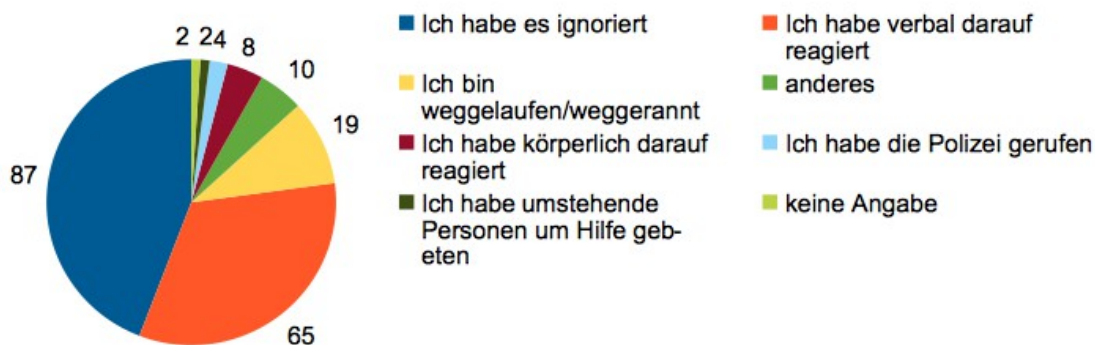 2 2 4 8
10
19
87
65
Ich habe es ignoriert
Ich habe verbal darauf
reagiert
Ich bin
weggelaufen/weggerannt
anderes
Ich habe körperlich darauf
reagiert
Ich habe die Polizei gerufen
Ich habe umstehende
Personen um Hilfe geb-
eten
keine Angabe